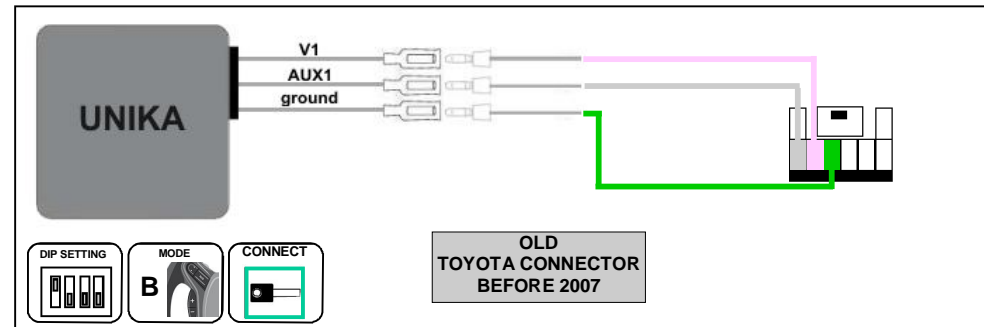 V1
AUX1
ground
UNIKA
DIP SETTING
MODE
B
CONNECT
OLD
TOYOTA CONNECTOR
BEFORE 2007